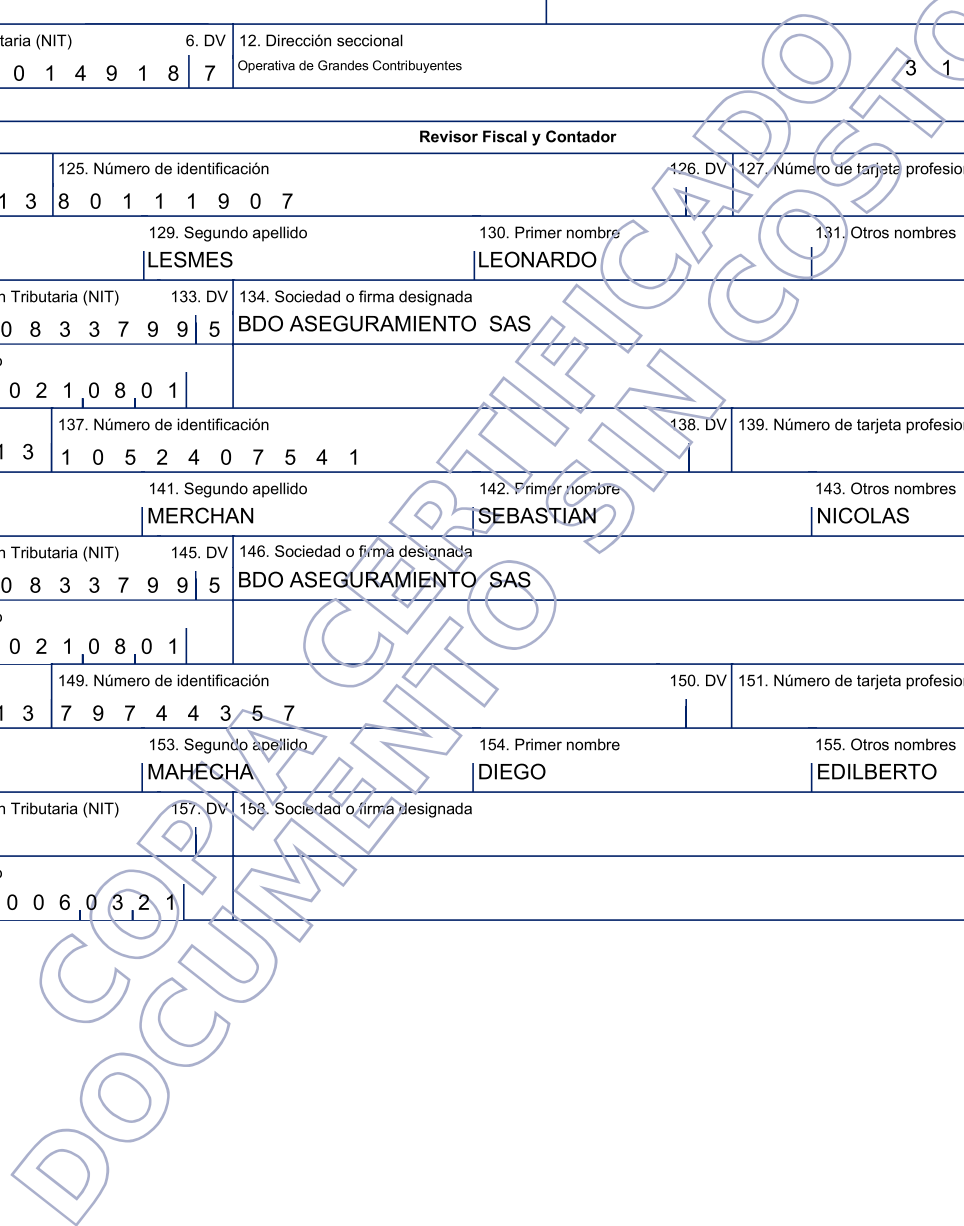 taria (NIT) 6. DV 12. Dirección seccional
0 1 4 9 1 8 7 Operativa de Grandes Contribuyentes 3 1
Revisor Fiscal y Contador
125. Número de identificación 126. DV 127. Número de tarjeta profesio
1 3 8 0 1 1 1 9 0 7
129. Segundo apellido 130. Primer nombre 131. Otros nombres
LESMES LEONARDO
n Tributaria (NIT) 133. DV 134. Sociedad o firma designada
0 8 3 3 7 9 9 5 BDO ASEGURAMIENTO SAS
o
0 2 1 0 8 0 1
137. Número de identificación 138. DV 139. Número de tarjeta profesio
1 3 1 0 5 2 4 0 7 5 4 1
141. Segundo apellido 142. Primer nombre 143. Otros nombres
MERCHAN SEBASTIAN NICOLAS
n Tributaria (NIT) 145. DV 146. Sociedad o firma designada
0 8 3 3 7 9 9 5 BDO ASEGURAMIENTO SAS
o
0 2 1 0 8 0 1
149. Número de identificación 150. DV 151. Número de tarjeta profesio
1 3 7 9 7 4 4 3 5 7
153. Segundo apellido 154. Primer nombre 155. Otros nombres
MAHECHA DIEGO EDILBERTO
n Tributaria (NIT) 157. DV 158. Sociedad o firma designada
o
0 0 6 0 3 2 1
COPIA CERTIFICADO
DOCUMENTO SIN COSTO